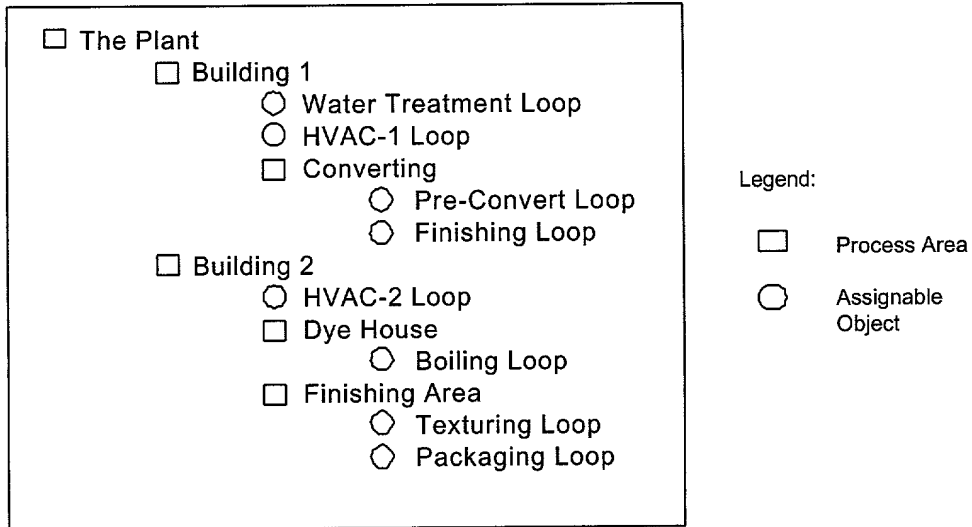 The Plant
Building 1
Water Treatment Loop
HVAC-1 Loop
Converting
Pre-Convert Loop
Finishing Loop
Building 2
HVAC-2 Loop
Dye House
Boiling Loop
Finishing Area
Texturing Loop
Packaging Loop
Legend:
Process Area
Assignable
Object